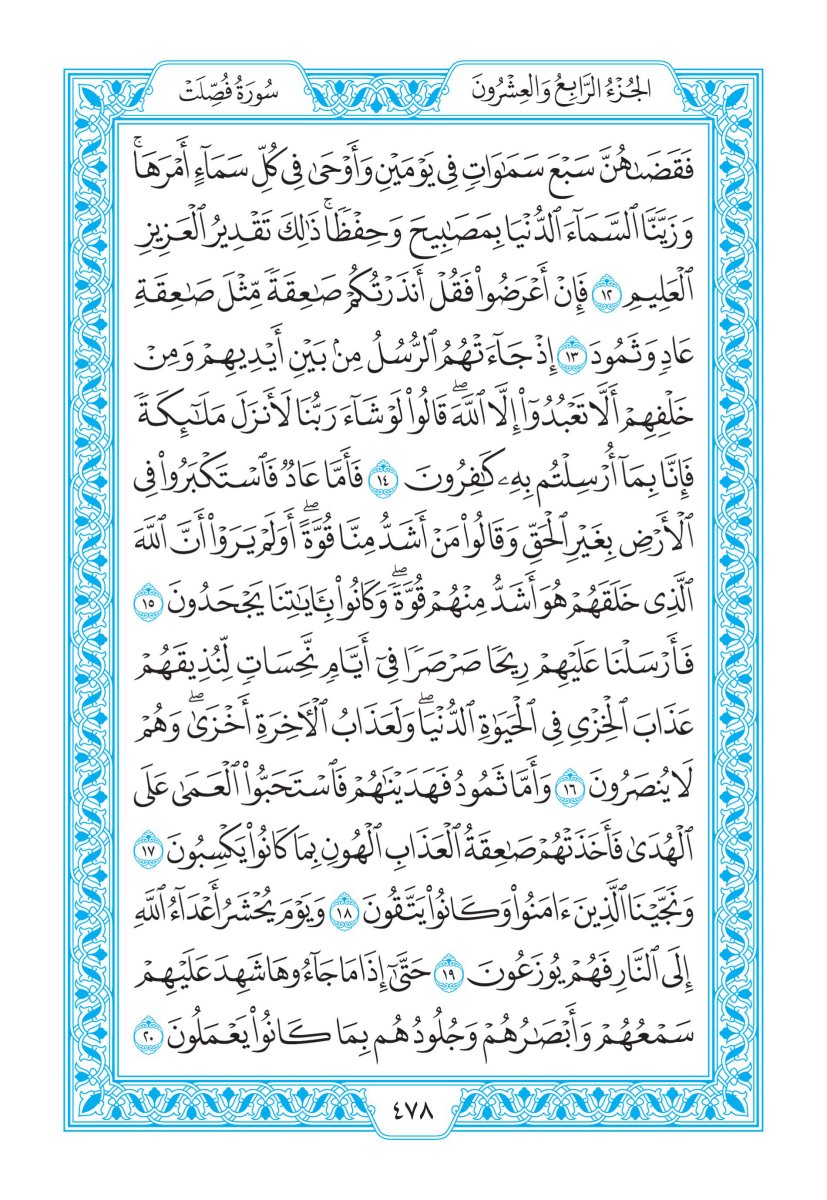 الجُزْءُ الرَّابِعُ وَالعِشْرُونَ
سُورَةُ فُصِّلَتْ
فَقَضَىٰهُنَّ سَبۡعَ سَمَٰوَاتٖ فِي يَوۡمَيۡنِ وَأَوۡحَىٰ فِي كُلِّ سَمَآءٍ أَمۡرَهَاۚ
وَزَيَّنَّا ٱلسَّمَآءَ ٱلدُّنۡيَا بِمَصَٰبِيحَ وَحِفۡظٗاۚ ذَٰلِكَ تَقۡدِيرُ ٱلۡعَزِيزِ
ٱلۡعَلِيمِ ١٢ فَإِنۡ أَعۡرَضُواْ فَقُلۡ أَنذَرۡتُكُمۡ صَٰعِقَةٗ مِّثۡلَ صَٰعِقَةِ
عَادٖ وَثَمُودَ ١٣ إِذۡ جَآءَتۡهُمُ ٱلرُّسُلُ مِنۢ بَيۡنِ أَيۡدِيهِمۡ وَمِنۡ
خَلۡفِهِمۡ أَلَّا تَعۡبُدُوٓاْ إِلَّا ٱللَّهَۖ قَالُواْ لَوۡ شَآءَ رَبُّنَا لَأَنزَلَ مَلَٰٓئِكَةٗ
فَإِنَّا بِمَآ أُرۡسِلۡتُم بِهِۦ كَٰفِرُونَ ١٤ فَأَمَّا عَادٞ فَٱسۡتَكۡبَرُواْ فِي
ٱلۡأَرۡضِ بِغَيۡرِ ٱلۡحَقِّ وَقَالُواْ مَنۡ أَشَدُّ مِنَّا قُوَّةًۖ أَوَلَمۡ يَرَوۡاْ أَنَّ ٱللَّهَ
ٱلَّذِي خَلَقَهُمۡ هُوَ أَشَدُّ مِنۡهُمۡ قُوَّةٗۖ وَكَانُواْ بِـَٔايَٰتِنَا يَجۡحَدُونَ ١٥
فَأَرۡسَلۡنَا عَلَيۡهِمۡ رِيحٗا صَرۡصَرٗا فِيٓ أَيَّامٖ نَّحِسَاتٖ لِّنُذِيقَهُمۡ
عَذَابَ ٱلۡخِزۡيِ فِي ٱلۡحَيَوٰةِ ٱلدُّنۡيَاۖ وَلَعَذَابُ ٱلۡأٓخِرَةِ أَخۡزَىٰۖ وَهُمۡ
لَا يُنصَرُونَ ١٦ وَأَمَّا ثَمُودُ فَهَدَيۡنَٰهُمۡ فَٱسۡتَحَبُّواْ ٱلۡعَمَىٰ عَلَى
ٱلۡهُدَىٰ فَأَخَذَتۡهُمۡ صَٰعِقَةُ ٱلۡعَذَابِ ٱلۡهُونِ بِمَا كَانُواْ يَكۡسِبُونَ ١٧
وَنَجَّيۡنَا ٱلَّذِينَ ءَامَنُواْ وَكَانُواْ يَتَّقُونَ ١٨ وَيَوۡمَ يُحۡشَرُ أَعۡدَآءُ ٱللَّهِ
إِلَى ٱلنَّارِ فَهُمۡ يُوزَعُونَ ١٩ حَتَّىٰٓ إِذَا مَا جَآءُوهَا شَهِدَ عَلَيۡهِمۡ
سَمۡعُهُمۡ وَأَبۡصَٰرُهُمۡ وَجُلُودُهُم بِمَا كَانُواْ يَعۡمَلُونَ ٢٠
٤٧٨